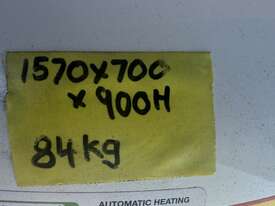 1570x700
x 900H
84kg
AUTOMATIC HEATING